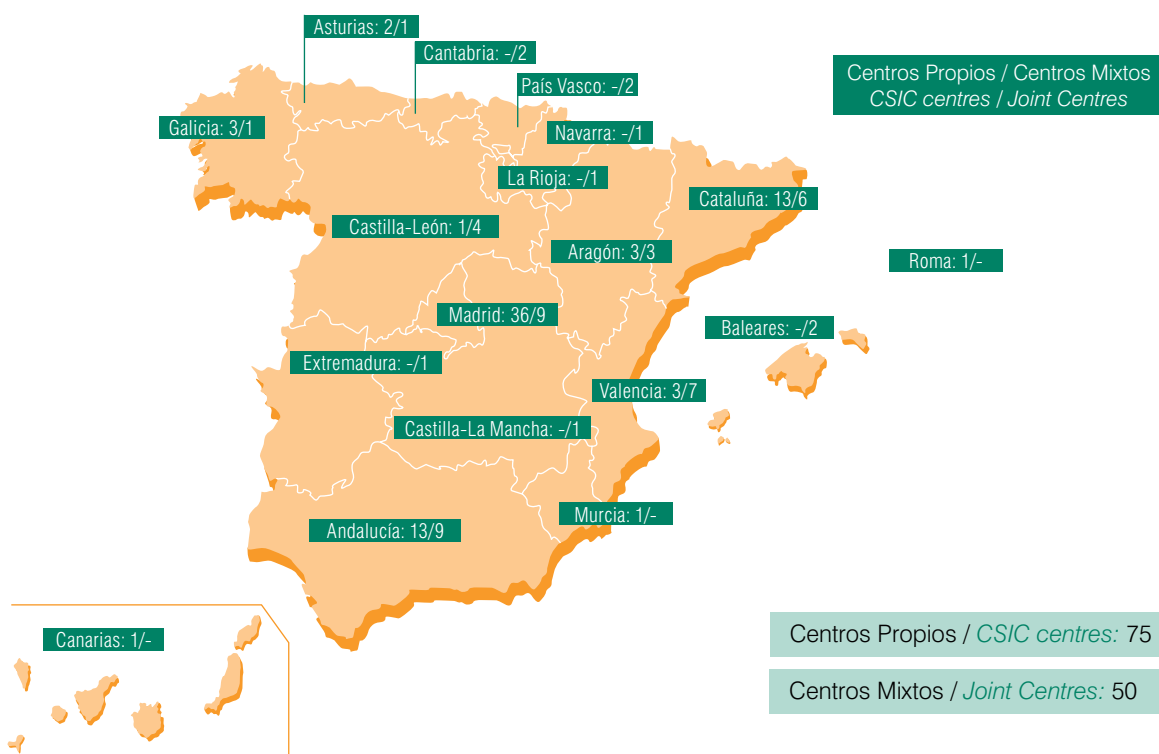 Asturias: 2/1
Cantabria: -/2
País Vasco: -/2
Centros Propios / Centros Mixtos
CSIC centres / Joint Centres
Galicia: 3/1
Navarra: -/1
La Rioja: -/1
Cataluña: 13/6
Castilla-León: 1/4
Aragón: 3/3
Roma: 1/-
Madrid: 36/9
Baleares: -/2
Extremadura: -/1
Valencia: 3/7
Castilla-La Mancha: -/1
Murcia: 1/-
Andalucía: 13/9
Canarias: 1/-
Centros Propios / CSIC centres: 75
Centros Mixtos / Joint Centres: 50